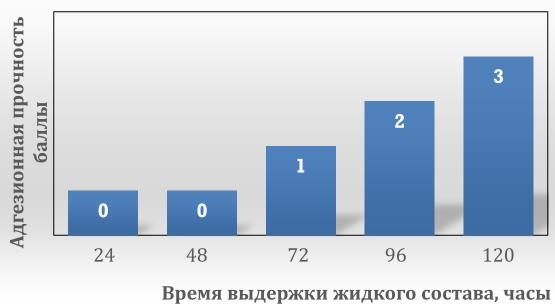 Адгезионная прочность
баллы
0
0
1
2
3
24 48 72 96 120
Время выдержки жидкого состава, часы